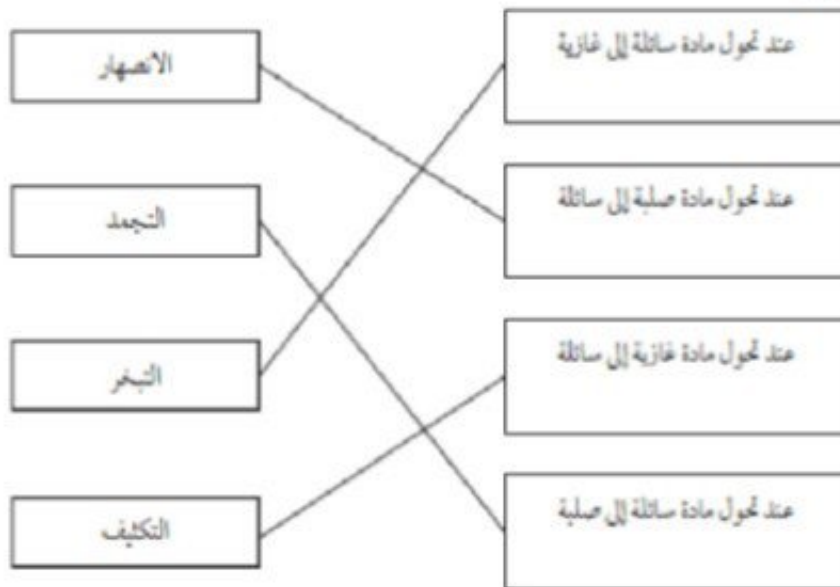 عند تحول مادة سائلة إلى غازية
الانصهار
عند تحول مادة صلبة إلى سائلة
التجمد
عند تحول مادة غازية إلى سائلة
التبخر
عند تحول مادة سائلة إلى صلبة
التكثيف